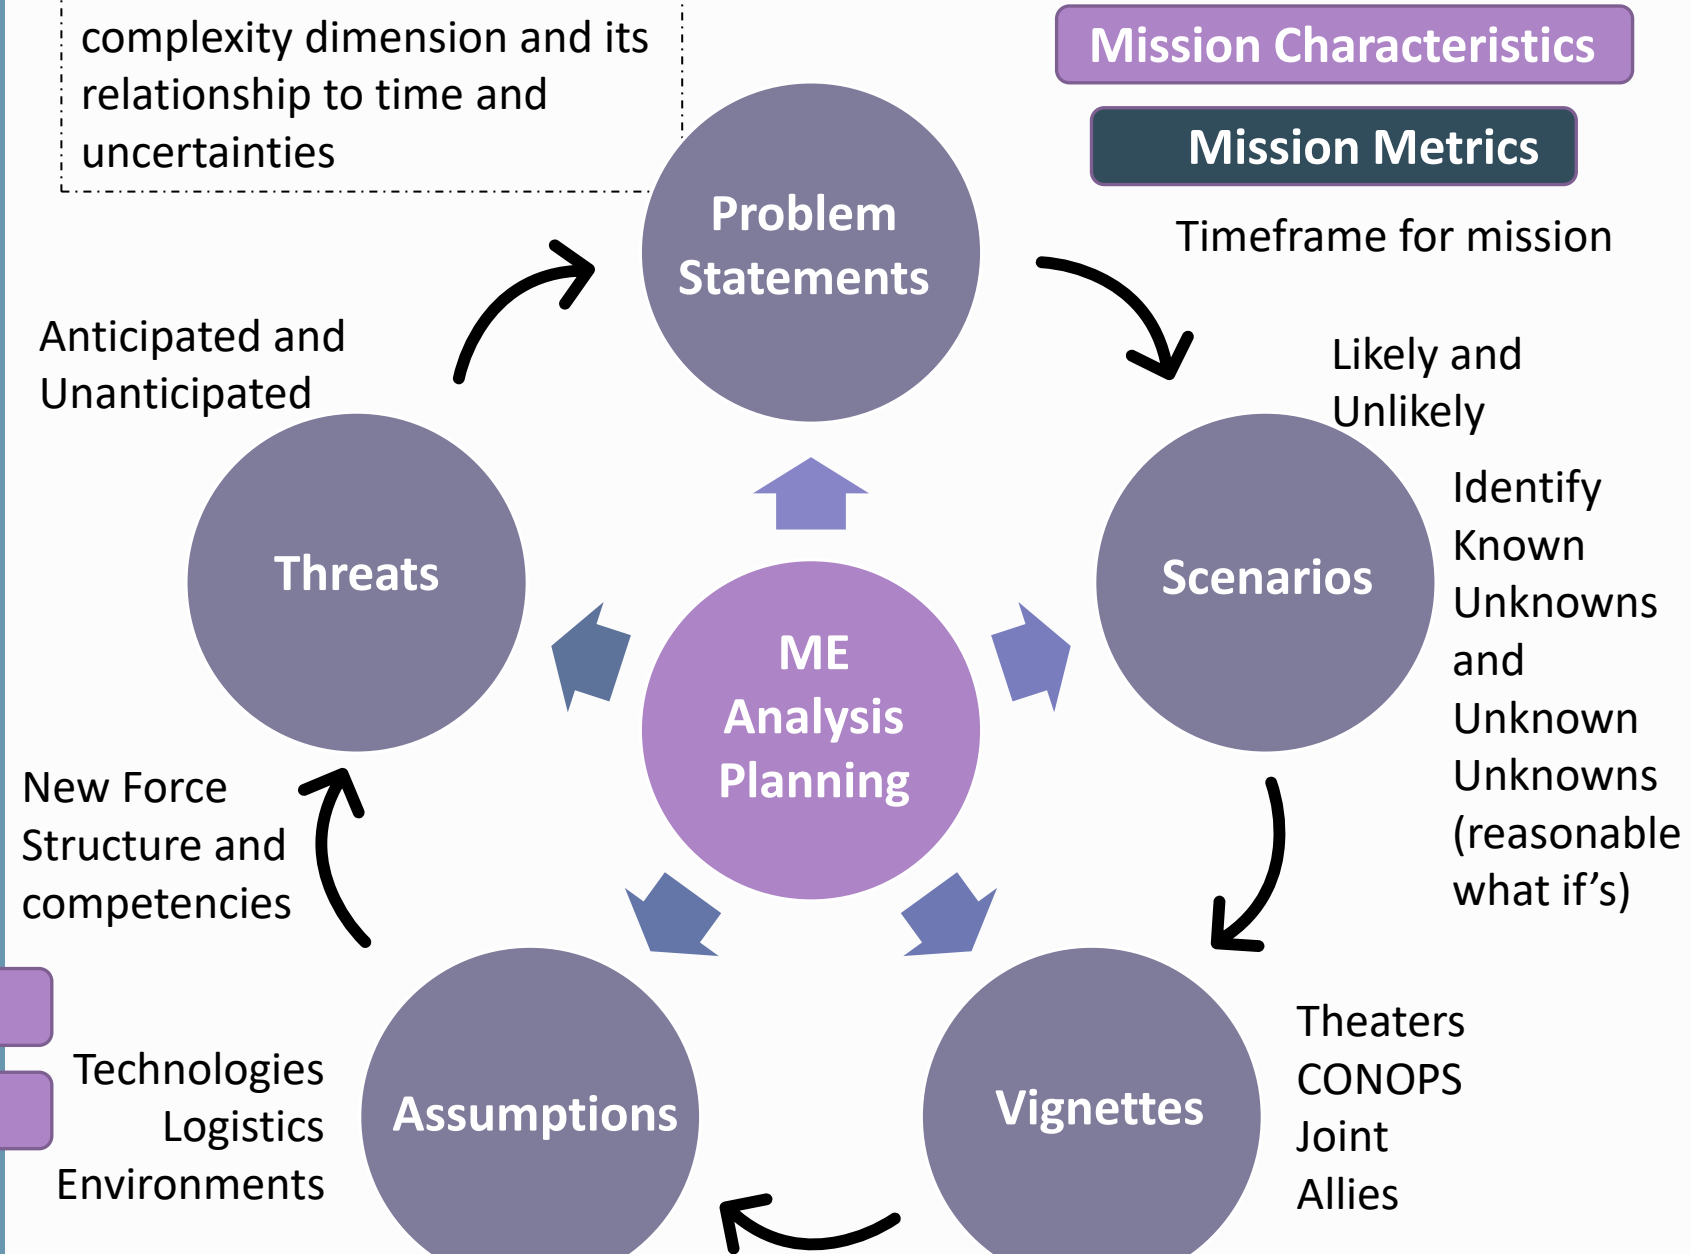 complexity dimension and its
relationship to time and
uncertainties
Mission Characteristics
Mission Metrics
Timeframe for mission
Problem
Statements
Anticipated and
Unanticipated
Likely and
Unlikely
Threats
Scenarios
Identify
Known
Unknowns
and
Unknown
Unknowns
(reasonable
what if’s)
ME
Analysis
Planning
New Force
Structure and
competencies
Technologies
Logistics
Environments
Assumptions
Vignettes
Theaters
CONOPS
Joint
Allies